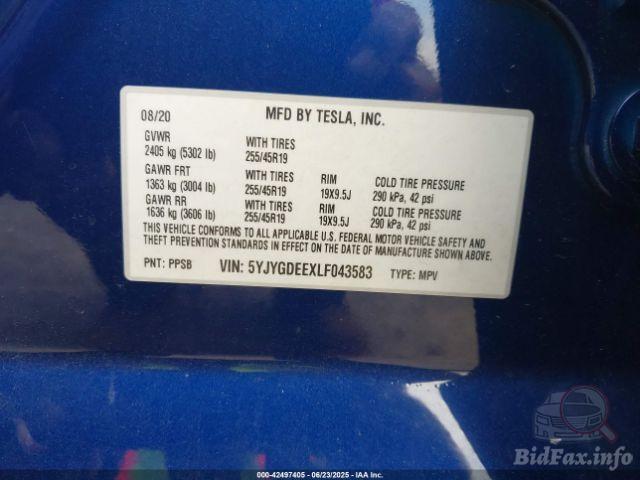 08/20 MFD BY TESLA, INC.
GVWR WITH TIRES
2405 kg (5302 lb) 255/45R19
GAWR FRT WITH TIRES RIM COLD TIRE PRESSURE
1363 kg (3004 lb) 255/45R19 19X9.5J 290 kPa, 42 psi
GAWR RR WITH TIRES RIM COLD TIRE PRESSURE
1636 kg (3606 lb) 255/45R19 19X9.5J 290 kPa, 42 psi
THIS VEHICLE CONFORMS TO ALL APPLICABLE U.S. FEDERAL MOTOR VEHICLE SAFETY AND
THEFT PREVENTION STANDARDS IN EFFECT ON THE DATE OF MANUFACTURE SHOWN ABOVE.
PNT: PPSB VIN: 5YJYGDEEXLF043583 TYPE: MPV
BidFax.info
000-42497405 - 06/23/2025 - IAA Inc.